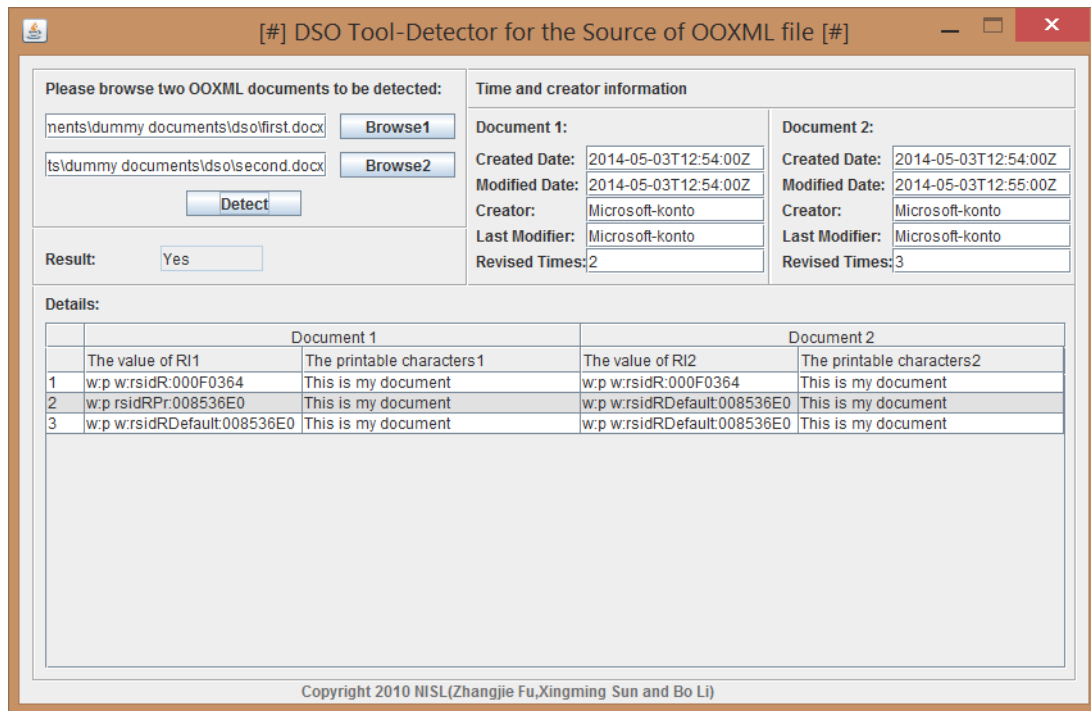 [#] DSO Tool-Detector for the Source of OOXML file [#]
Please browse two OOXML documents to be detected:
nents\dummy documents\dso\first.docx Browse1
ts\dummy documents\dso\second.docx Browse2
Detect
Result: Yes
Time and creator information
Document 1:
Created Date: 2014-05-03T12:54:00Z
Modified Date: 2014-05-03T12:54:00Z
Creator: Microsoft-konto
Last Modifier: Microsoft-konto
Revised Times: 2
Document 2:
Created Date: 2014-05-03T12:54:00Z
Modified Date: 2014-05-03T12:55:00Z
Creator: Microsoft-konto
Last Modifier: Microsoft-konto
Revised Times: 3
Details:
Document 1 Document 2
The value of RI1 The printable characters1 The value of RI2 The printable characters2
1 w:p w:rsidR:000F0364 This is my document w:p w:rsidR:000F0364 This is my document
2 w:p rsidRPr:008536E0 This is my document w:p w:rsidRDefault:008536E0 This is my document
3 w:p w:rsidRDefault:008536E0 This is my document w:p w:rsidRDefault:008536E0 This is my document
Copyright 2010 NISL(Zhangjie Fu,Xingming Sun and Bo Li)